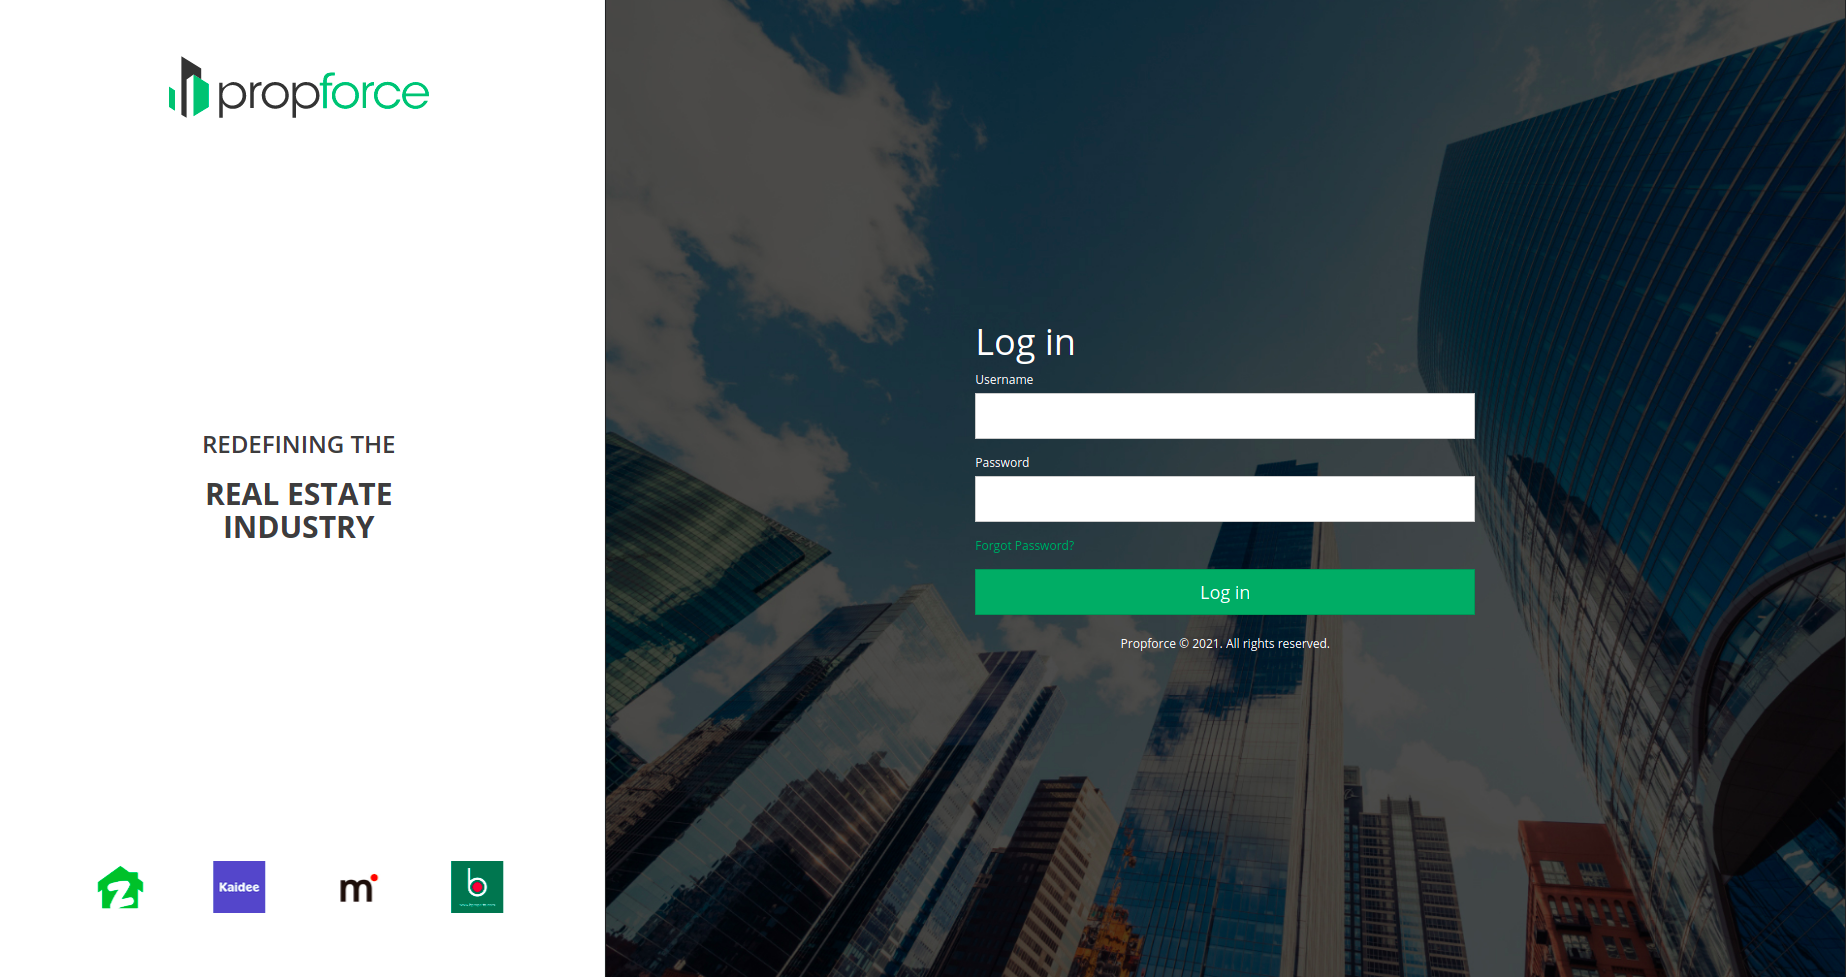 propforce
REDEFINING THE
REAL ESTATE
INDUSTRY
Kaidee
m
b
Log in
Username
Password
Forgot Password?
Log in
Propforce © 2021. All rights reserved.